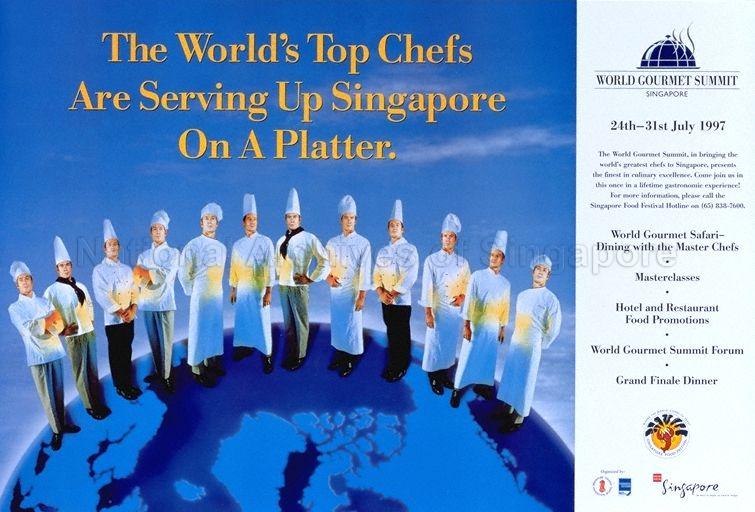 The World's Top Chefs
Are Serving Up Singapore
On A Platter.
National Archives of Singapore
WORLD GOURMET SUMMIT
SINGAPORE
24th–31st July 1997
The World Gourmet Summit, in bringing the
world's greatest chefs to Singapore, presents
the finest in culinary excellence. Come join us in
this once in a lifetime gastronomic experience!
For more information, please call the
Singapore Food Festival Hotline on (65) 838-7600.
World Gourmet Safari–
Dining with the Master Chefs
•
Masterclasses
•
Hotel and Restaurant
Food Promotions
•
World Gourmet Summit Forum
•
Grand Finale Dinner
Organised by:
Singapore